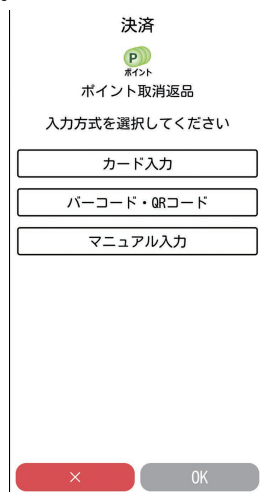 決済
P
ポイント
ポイント取消返品
入力方式を選択してください
カード入力
バーコード・QRコード
マニュアル入力
× OK